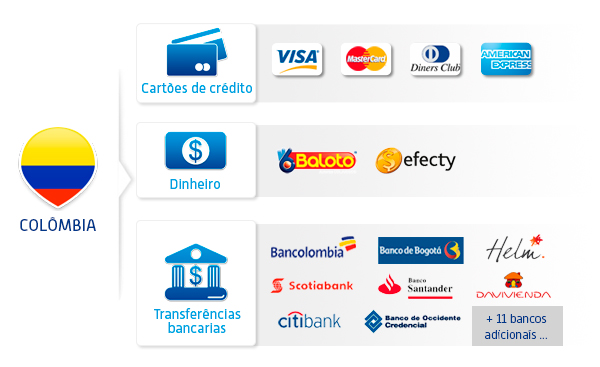 Cartões de crédito
VISA
MasterCard
Diners Club
AMERICAN EXPRESS
COLÔMBIA
$
Dinheiro
Baloto
$
efecty
$
Transferências
bancarias
Bancolombia
Banco de Bogotá
Helm.
Scotiabank
Banco
Santander
DAVIVIENDA
citibank
Banco de Occidente
Credencial
+ 11 bancos
adicionais ...